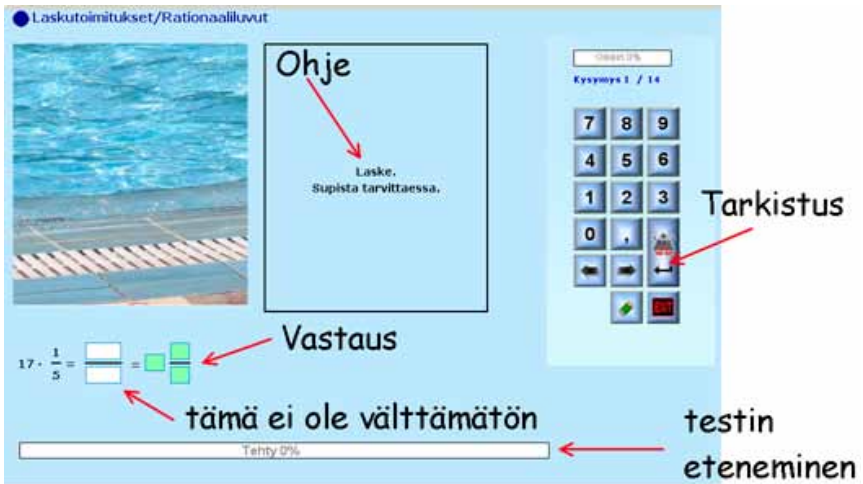 Laskutoimitukset/Rationaaliluvut
Ohje
Laske.
Supista tarvittaessa.
Kysymys 1 / 14
7 8 9
4 5 6
1 2 3
0 ,
EXIT
Tarkistus
17 · 1/5 = =
Vastaus
tämä ei ole välttämätön
Tehty 0%
testin
eteneminen